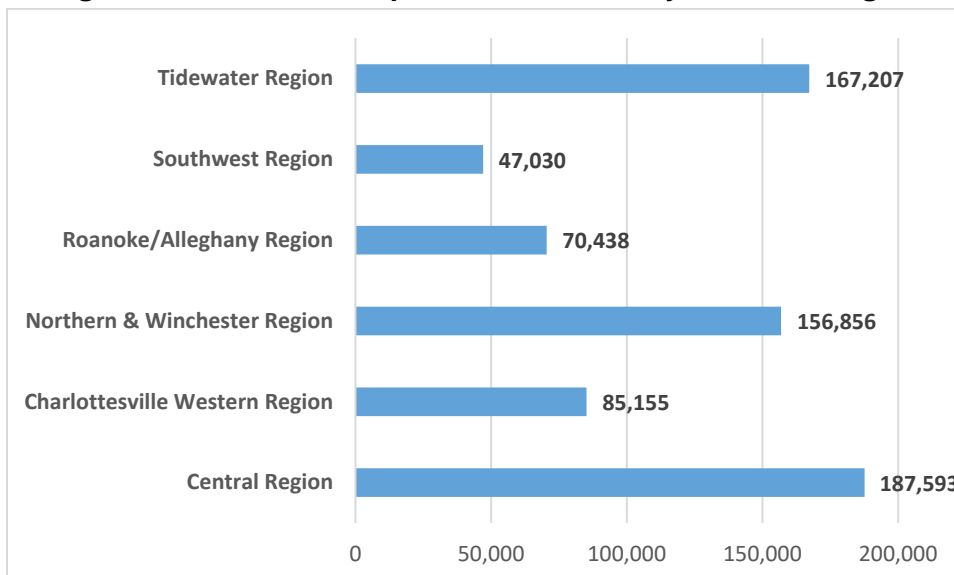 Tidewater Region 167,207
Southwest Region 47,030
Roanoke/Alleghany Region 70,438
Northern & Winchester Region 156,856
Charlottesville Western Region 85,155
Central Region 187,593
0 50,000 100,000 150,000 200,000